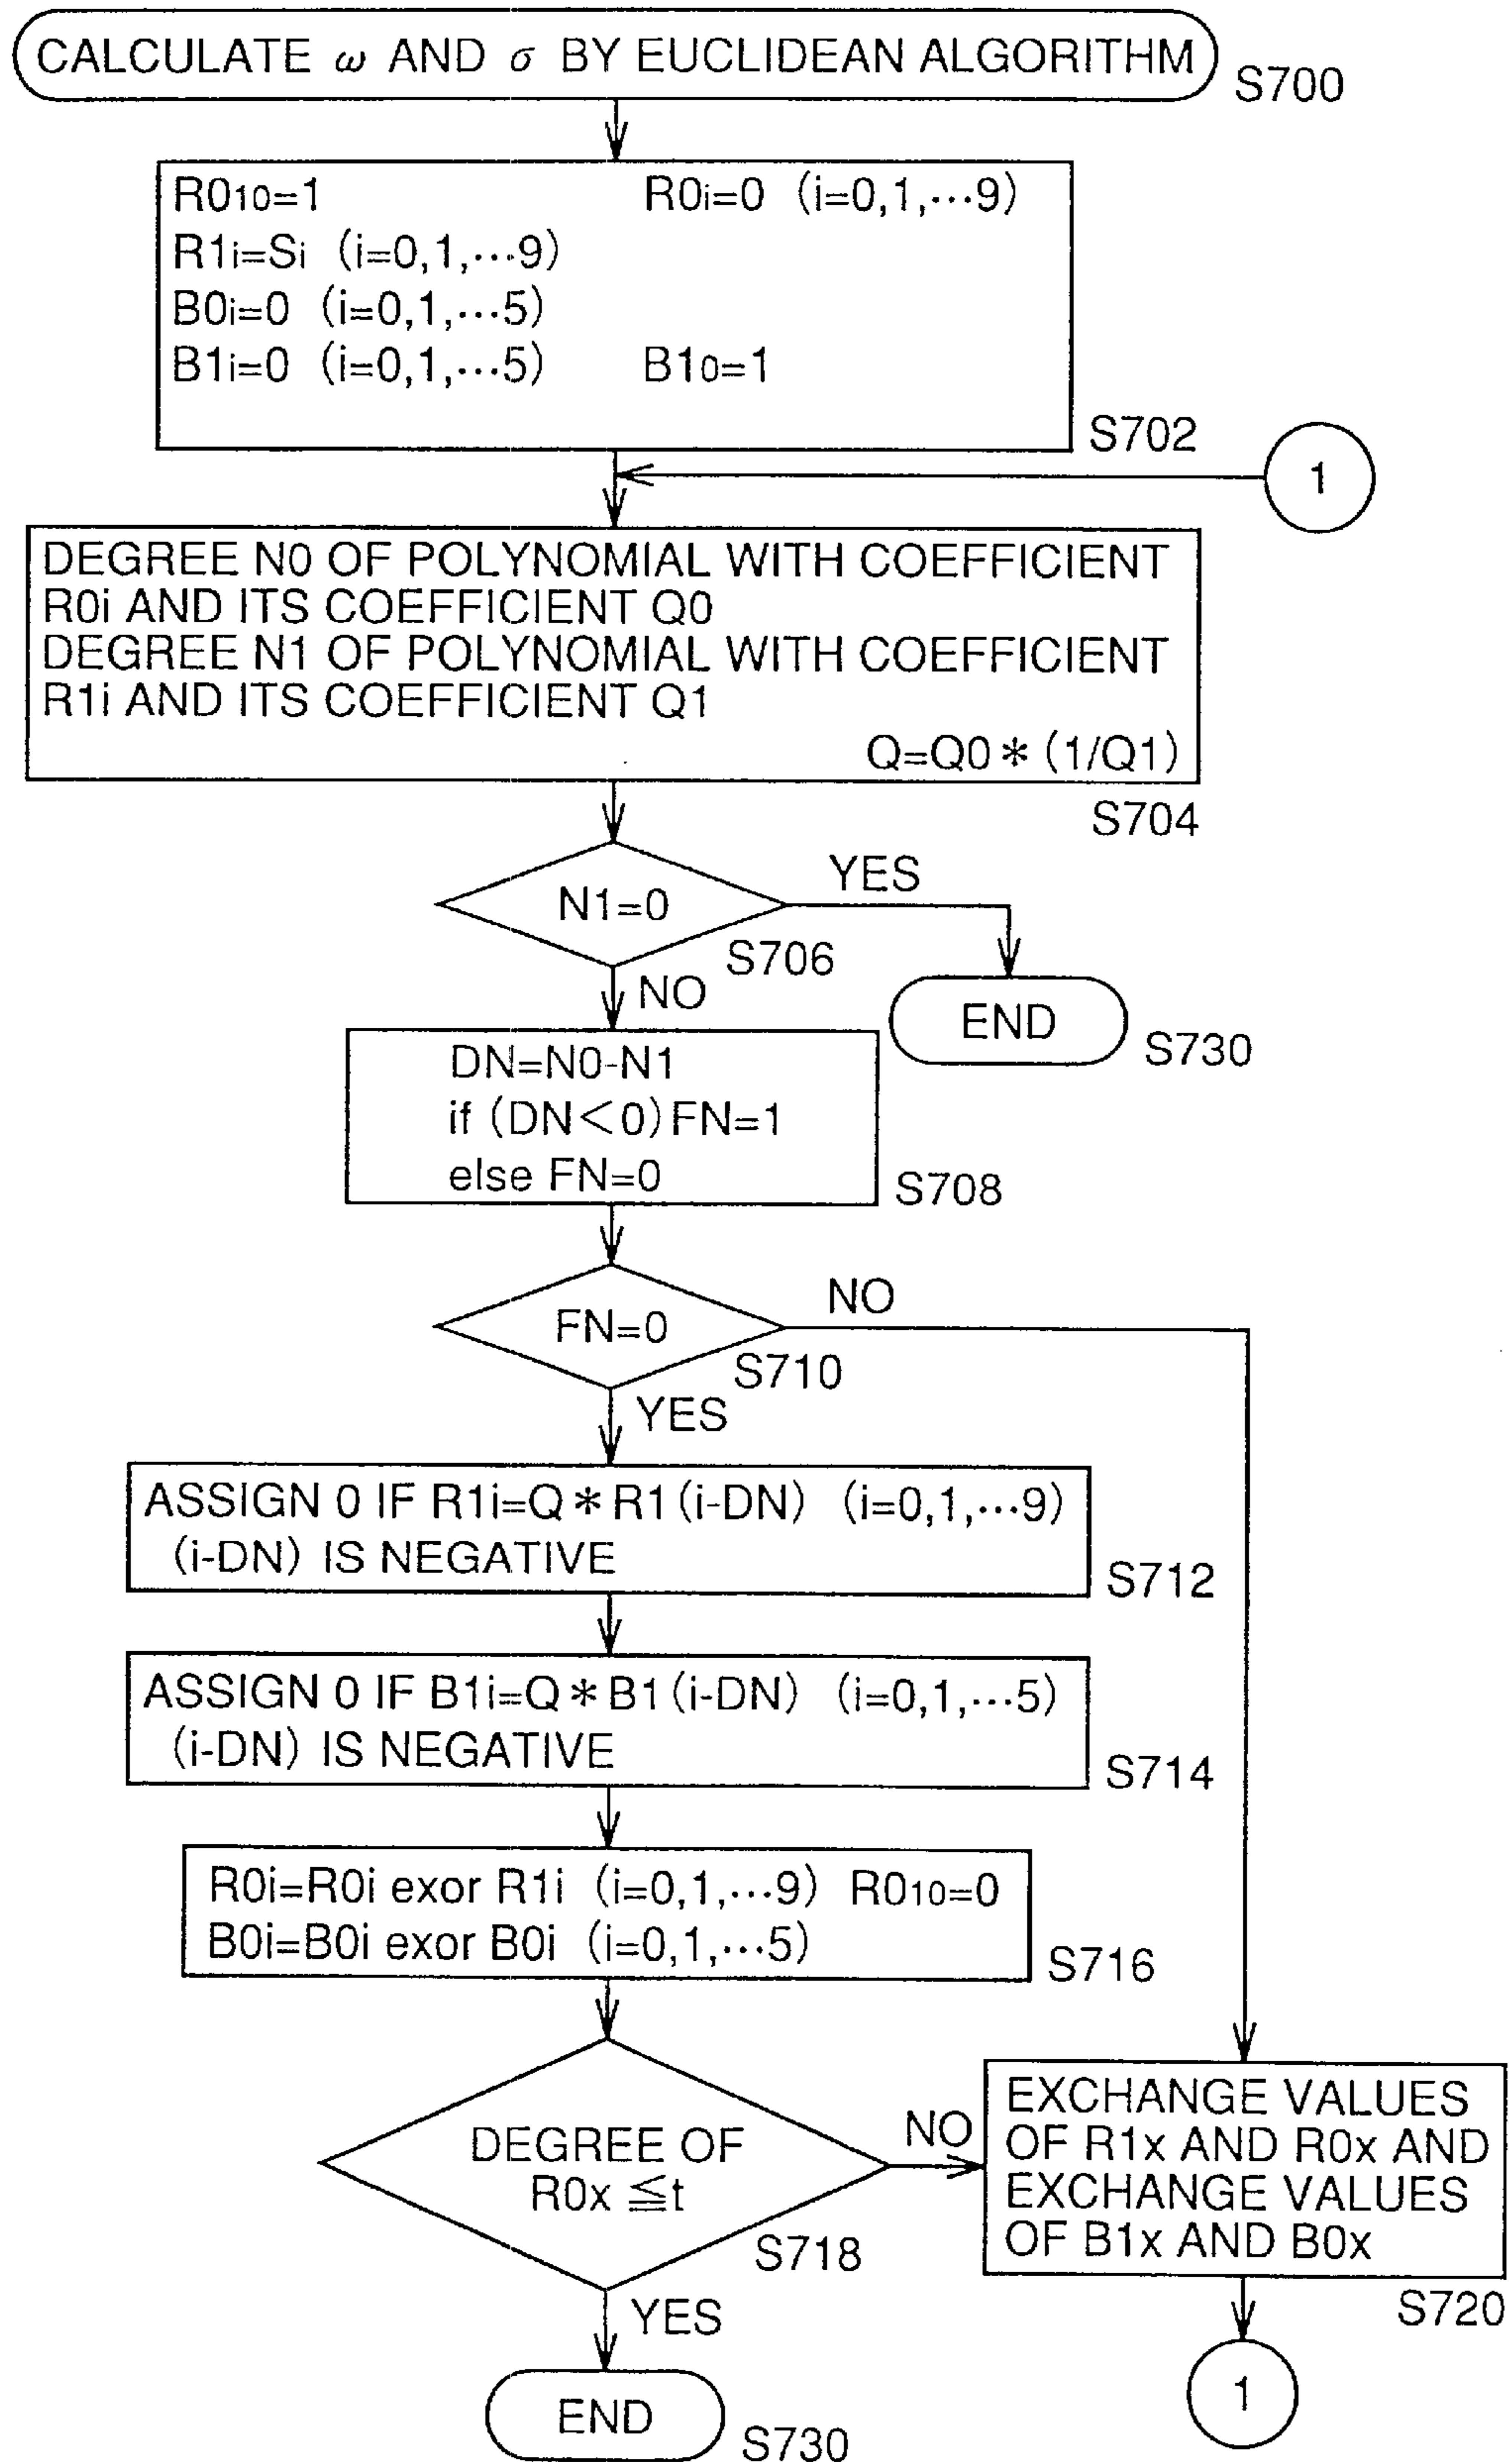 CALCULATE ω AND σ BY EUCLIDEAN ALGORITHM
S700
R0₁₀=1 R0i=0 (i=0,1,···9)
R1i=Si (i=0,1,···9)
B0i=0 (i=0,1,···5)
B1i=0 (i=0,1,···5) B1₀=1
S702
1
DEGREE N0 OF POLYNOMIAL WITH COEFFICIENT
R0i AND ITS COEFFICIENT Q0
DEGREE N1 OF POLYNOMIAL WITH COEFFICIENT
R1i AND ITS COEFFICIENT Q1
Q=Q0*(1/Q1)
S704
N1=0
YES
S706
NO
END
S730
DN=N0-N1
if (DN<0) FN=1
else FN=0
S708
FN=0
NO
S710
YES
ASSIGN 0 IF R1i=Q*R1(i-DN) (i=0,1,···9)
(i-DN) IS NEGATIVE
S712
ASSIGN 0 IF B1i=Q*B1(i-DN) (i=0,1,···5)
(i-DN) IS NEGATIVE
S714
R0i=R0i exor R1i (i=0,1,···9) R0₁₀=0
B0i=B0i exor B0i (i=0,1,···5)
S716
DEGREE OF
R0x ≦t
NO
S718
YES
EXCHANGE VALUES
OF R1x AND R0x AND
EXCHANGE VALUES
OF B1x AND B0x
S720
END
S730
1